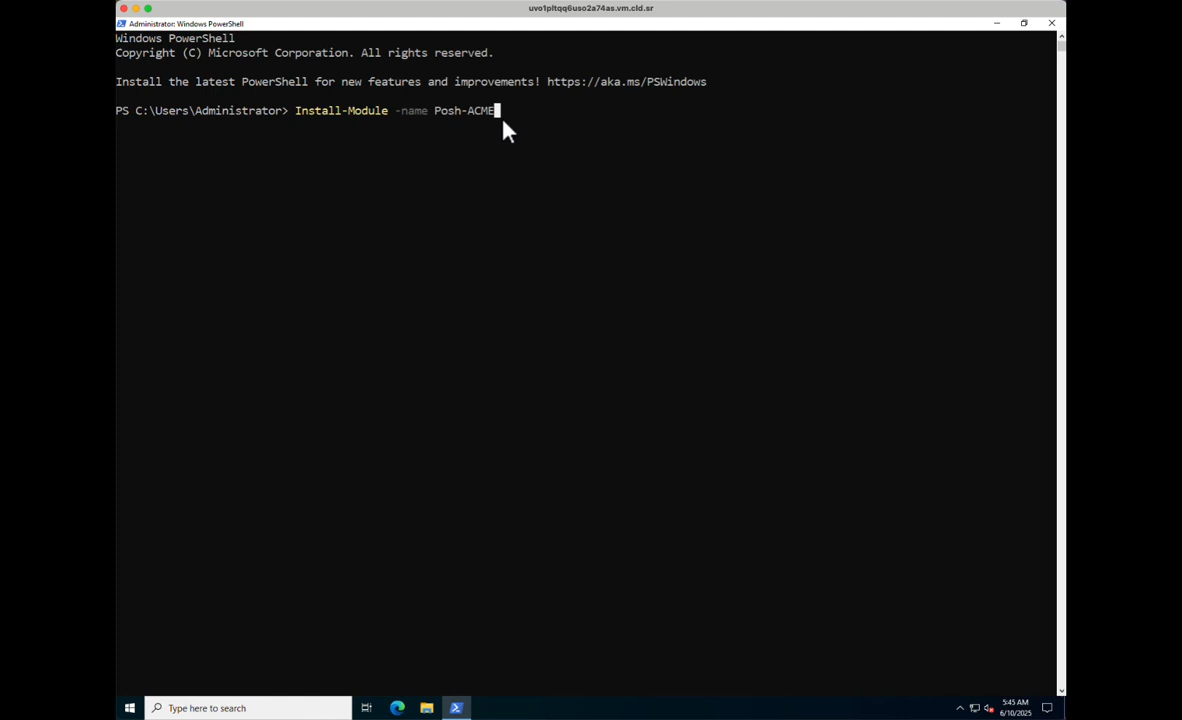 uvo1pltqq6uso2a74as.vm.cld.sr
Administrator: Windows PowerShell
Windows PowerShell
Copyright (C) Microsoft Corporation. All rights reserved.
Install the latest PowerShell for new features and improvements! https://aka.ms/PSWindows
PS C:\Users\Administrator> Install-Module -name Posh-ACME
Type here to search
5:45 AM
6/10/2025